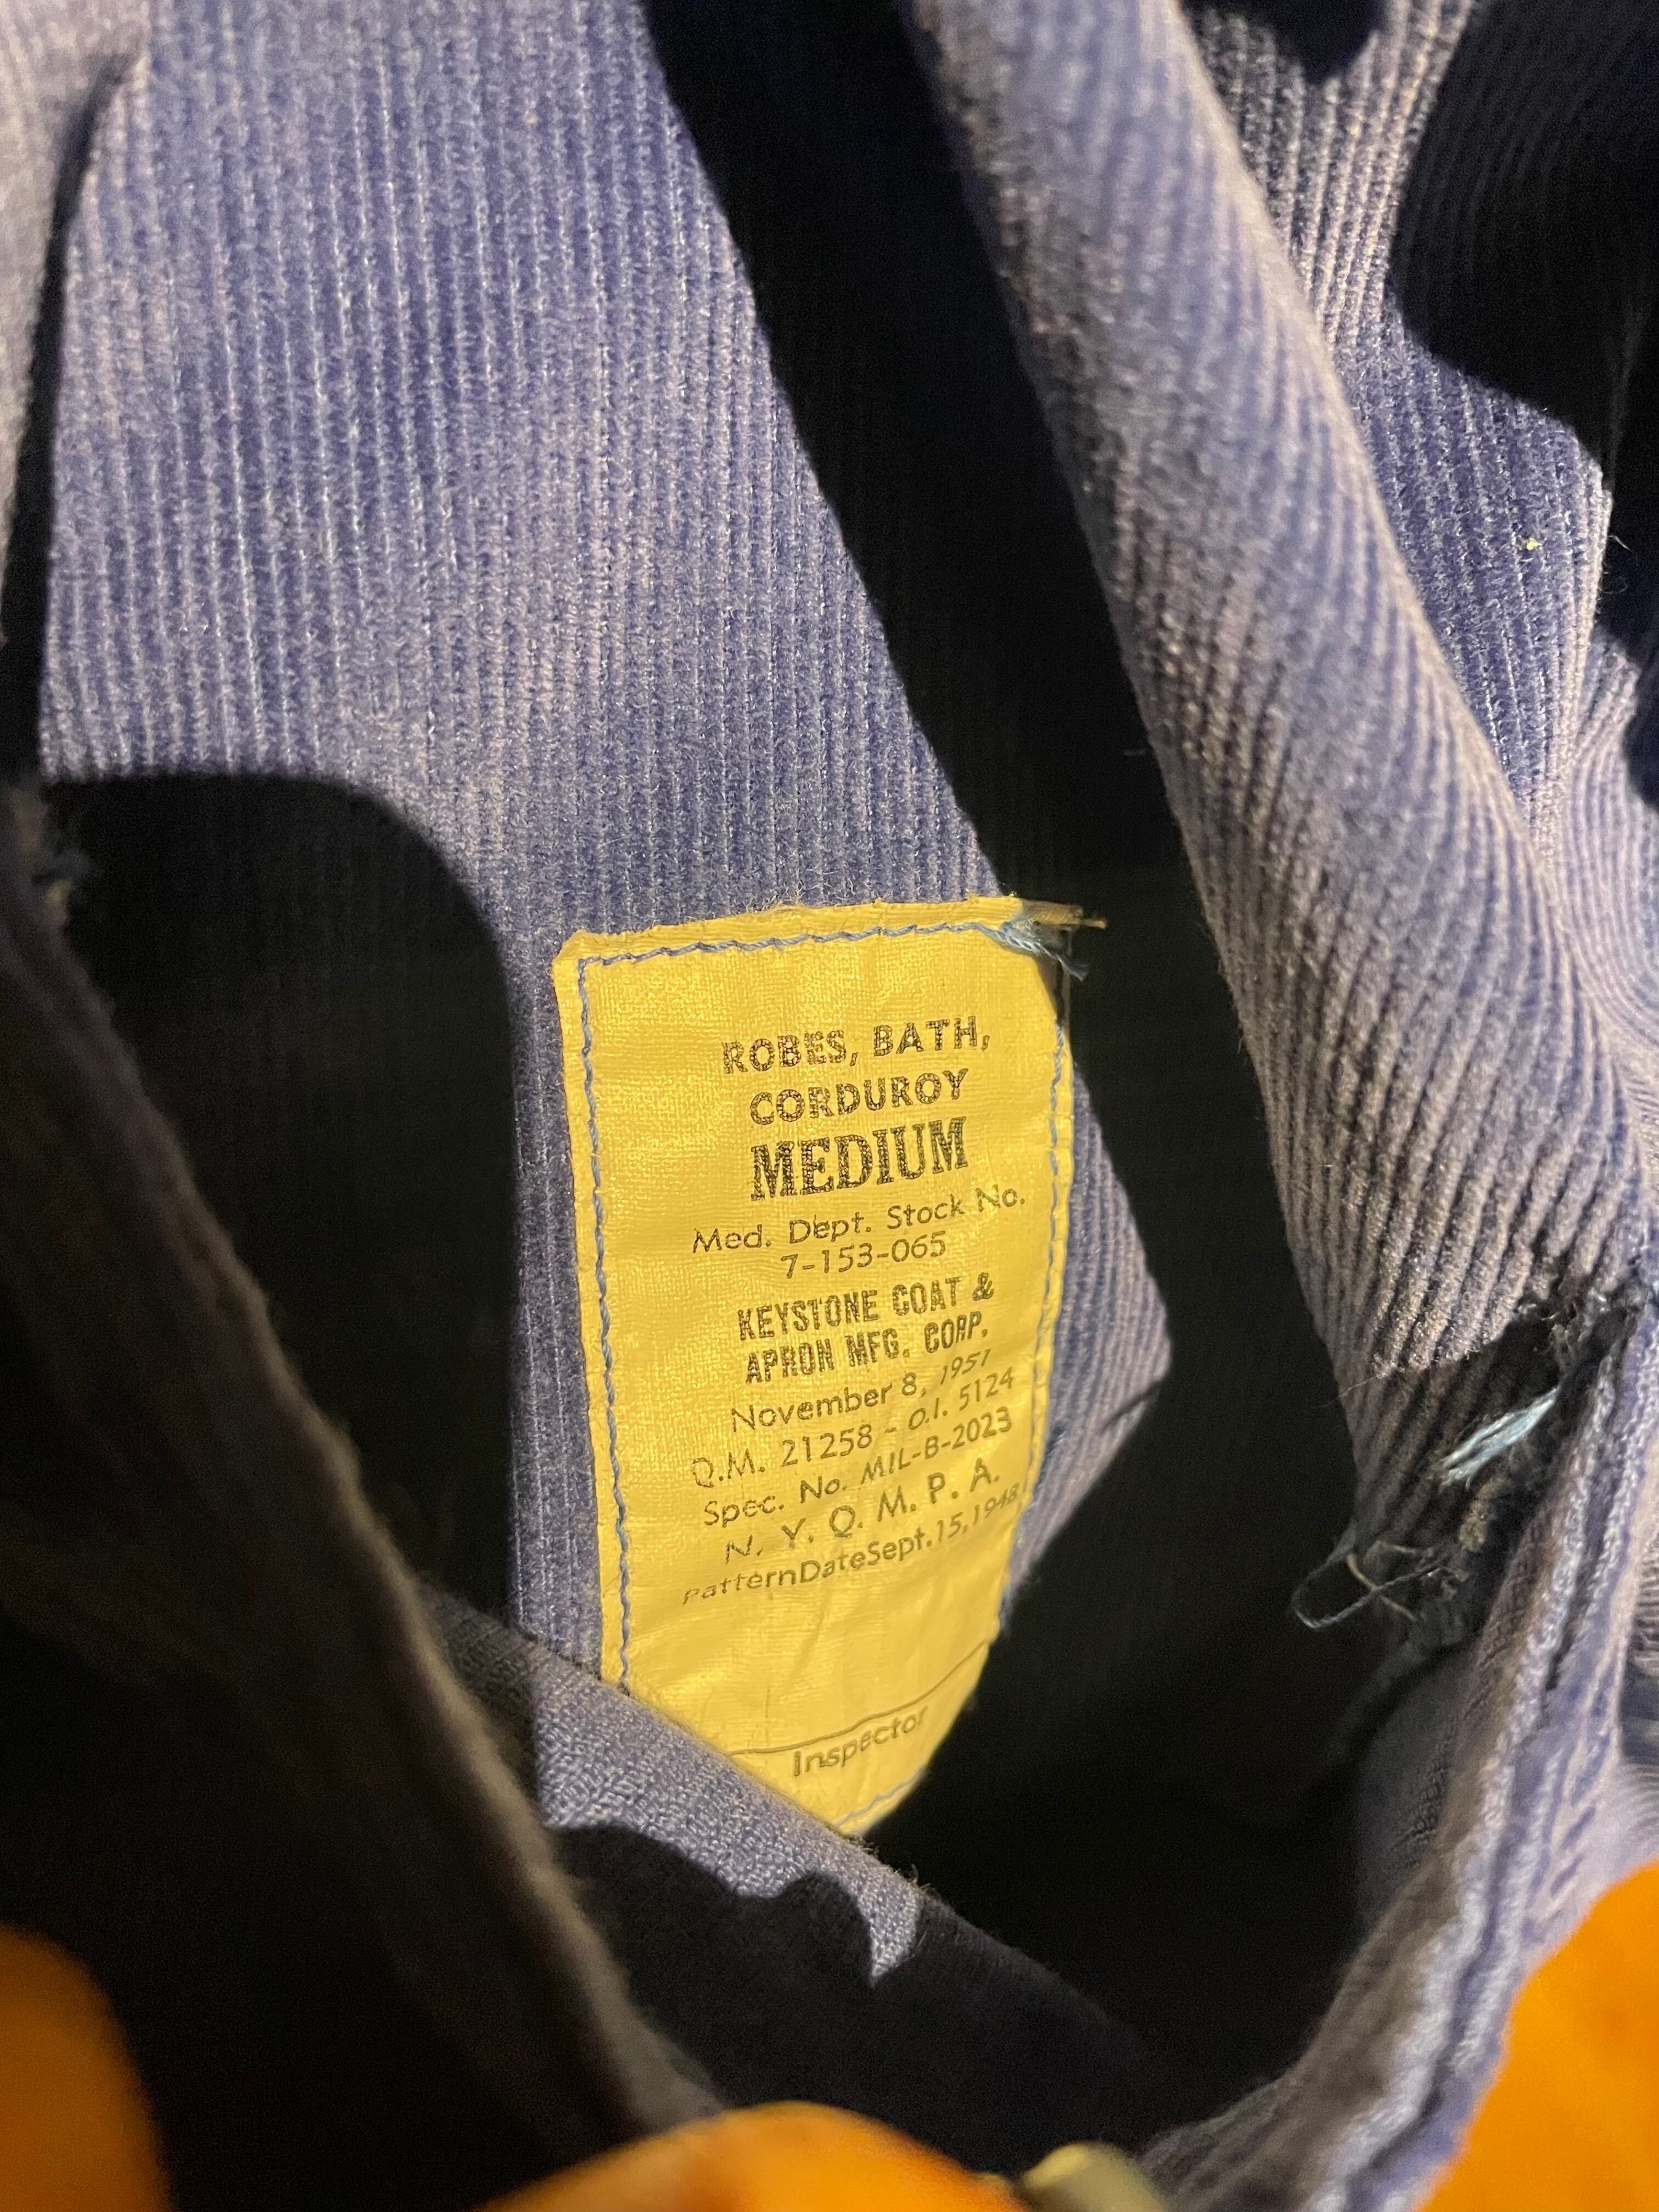 ROBES, BATH,
CORDUROY
MEDIUM
Med. Dept. Stock No.
7-153-065
KEYSTONE COAT &
APRON MFG. CORP.
November 8, 1951
Q.M. 21258 - O.I. 5124
Spec. No. MIL-B-2023
N. Y. Q. M. P. A.
PatternDateSept.15,1948
Inspector